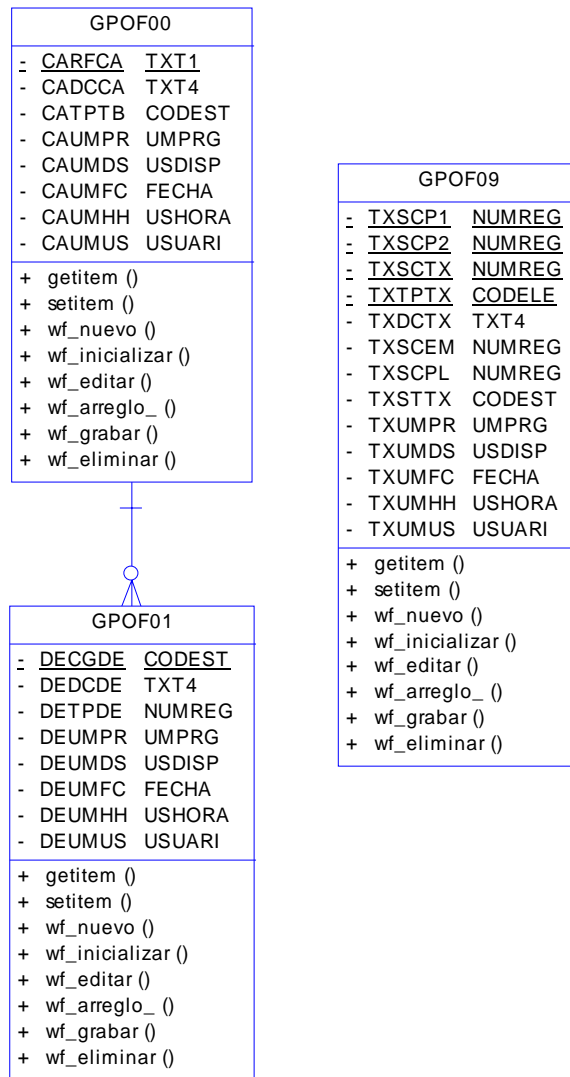 GPOF00
- CARFCA TXT1
- CADCCA TXT4
- CATPTB CODEST
- CAUMPR UMPRG
- CAUMDS USDISP
- CAUMFC FECHA
- CAUMHH USHORA
- CAUMUS USUARI
+ getitem ()
+ setitem ()
+ wf_nuevo ()
+ wf_inicializar ()
+ wf_editar ()
+ wf_arreglo_ ()
+ wf_grabar ()
+ wf_eliminar ()
GPOF09
- TXSCP1 NUMREG
- TXSCP2 NUMREG
- TXSCTX NUMREG
- TXTPTX CODELE
- TXDCTX TXT4
- TXSCEM NUMREG
- TXSCPL NUMREG
- TXSTTX CODEST
- TXUMPR UMPRG
- TXUMDS USDISP
- TXUMFC FECHA
- TXUMHH USHORA
- TXUMUS USUARI
+ getitem ()
+ setitem ()
+ wf_nuevo ()
+ wf_inicializar ()
+ wf_editar ()
+ wf_arreglo_ ()
+ wf_grabar ()
+ wf_eliminar ()
GPOF01
- DECGDE CODEST
- DEDCDE TXT4
- DETPDE NUMREG
- DEUMPR UMPRG
- DEUMDS USDISP
- DEUMFC FECHA
- DEUMHH USHORA
- DEUMUS USUARI
+ getitem ()
+ setitem ()
+ wf_nuevo ()
+ wf_inicializar ()
+ wf_editar ()
+ wf_arreglo_ ()
+ wf_grabar ()
+ wf_eliminar ()